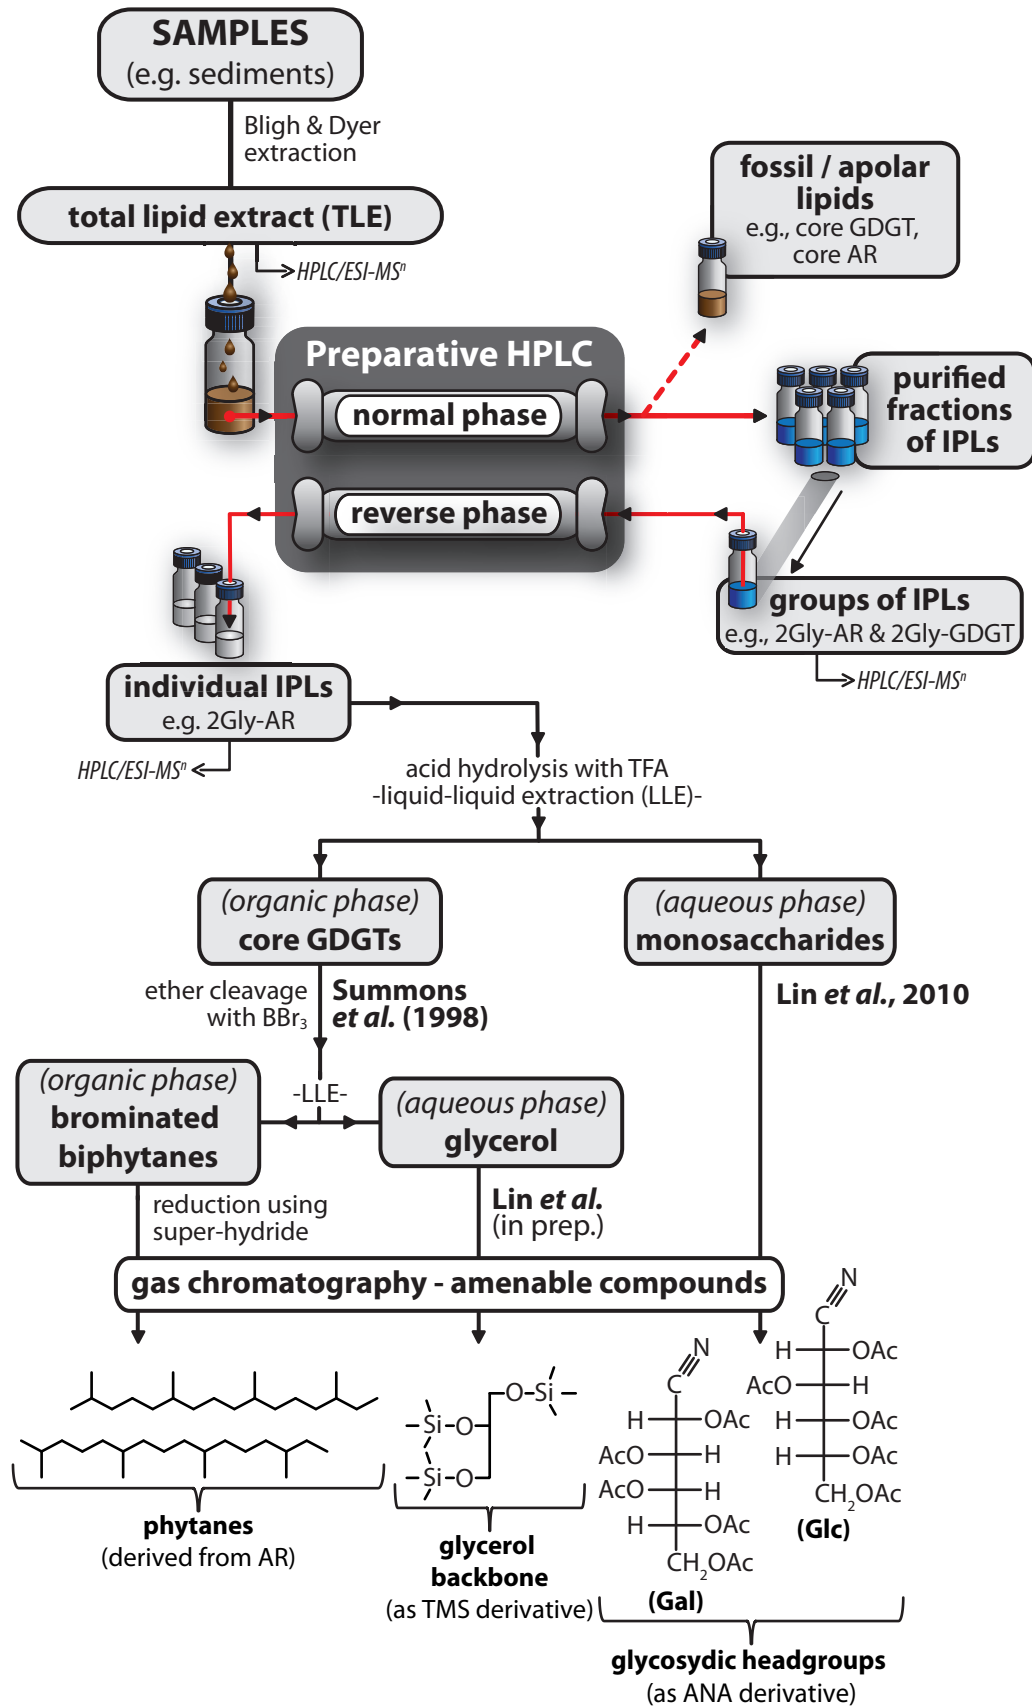 SAMPLES
(e.g. sediments)
Bligh & Dyer
extraction
total lipid extract (TLE)
HPLC/ESI-MSⁿ
fossil / apolar
lipids
e.g., core GDGT,
core AR
Preparative HPLC
normal phase
purified
fractions
of IPLs
reverse phase
groups of IPLs
e.g., 2Gly-AR & 2Gly-GDGT
HPLC/ESI-MSⁿ
individual IPLs
e.g. 2Gly-AR
HPLC/ESI-MSⁿ
acid hydrolysis with TFA
-liquid-liquid extraction (LLE)-
(organic phase)
core GDGTs
(aqueous phase)
monosaccharides
ether cleavage
with BBr₃
Summons
et al. (1998)
Lin et al., 2010
-LLE-
(organic phase)
brominated
biphytanes
(aqueous phase)
glycerol
reduction using
super-hydride
Lin et al.
(in prep.)
gas chromatography - amenable compounds
O Si
Si O
Si O
N
C
H OAc
AcO H
AcO H
H OAc
CH₂OAc
(Gal)
N
C
H OAc
AcO H
H OAc
H OAc
CH₂OAc
(Glc)
phytanes
(derived from AR)
glycerol
backbone
(as TMS derivative)
glycosydic headgroups
(as ANA derivative)